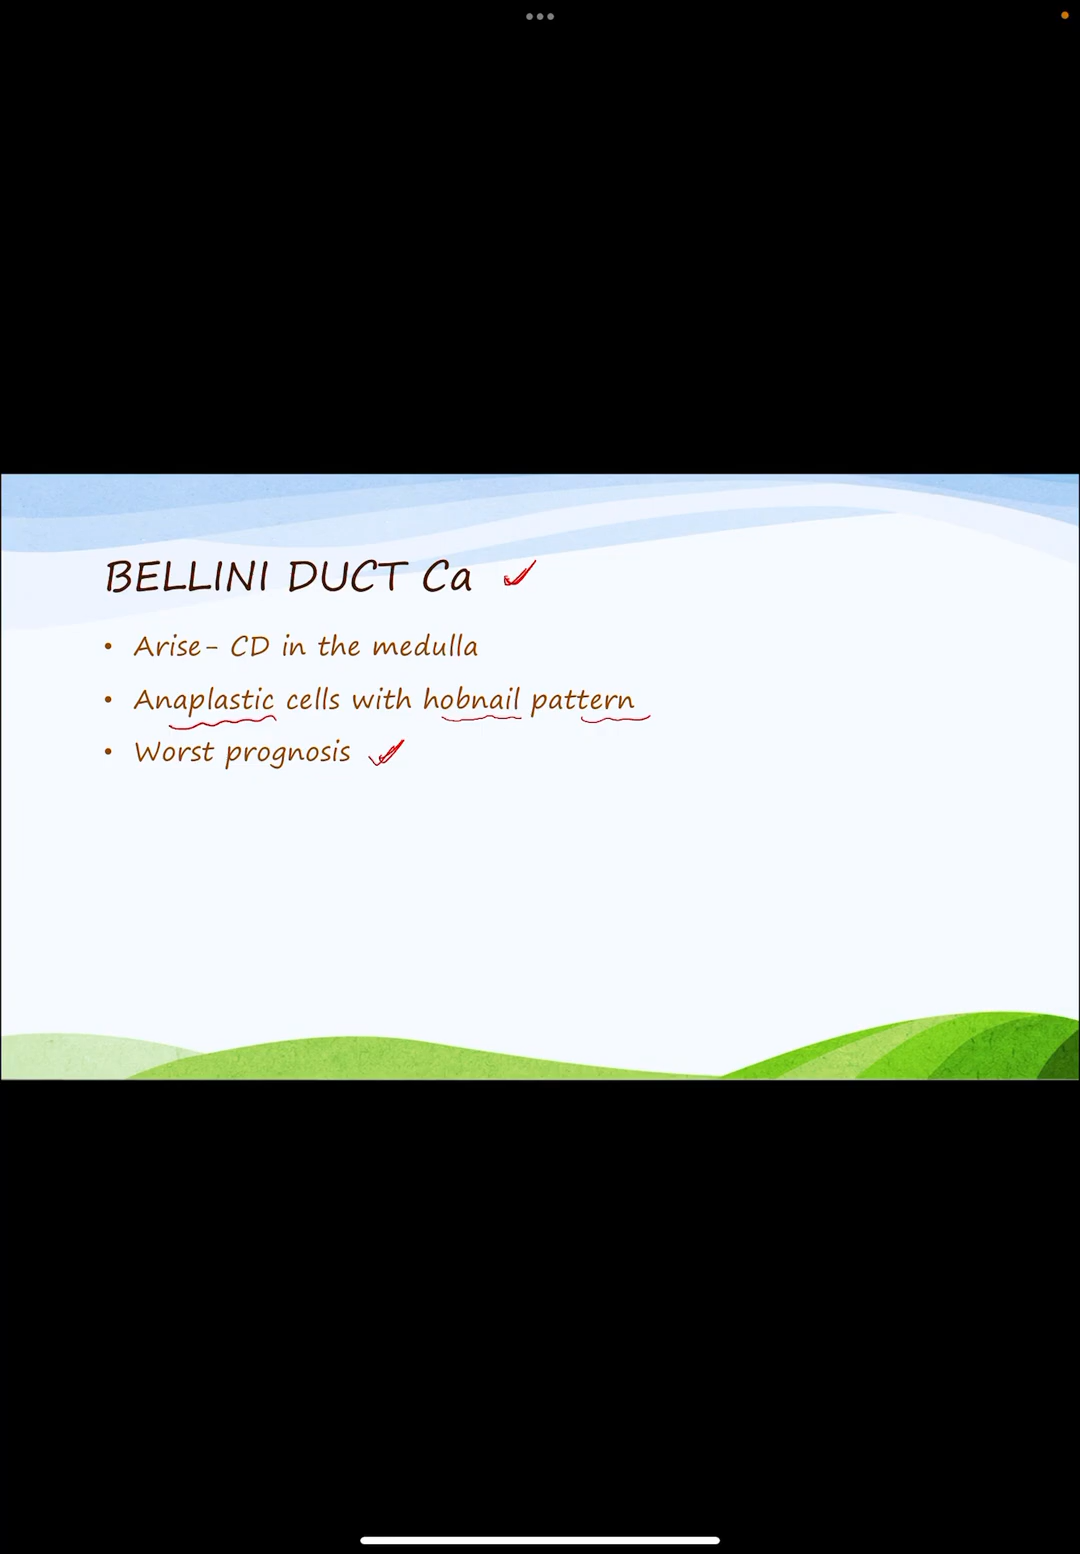 BELLINI DUCT Ca
• Arise- CD in the medulla
• Anaplastic cells with hobnail pattern
• Worst prognosis